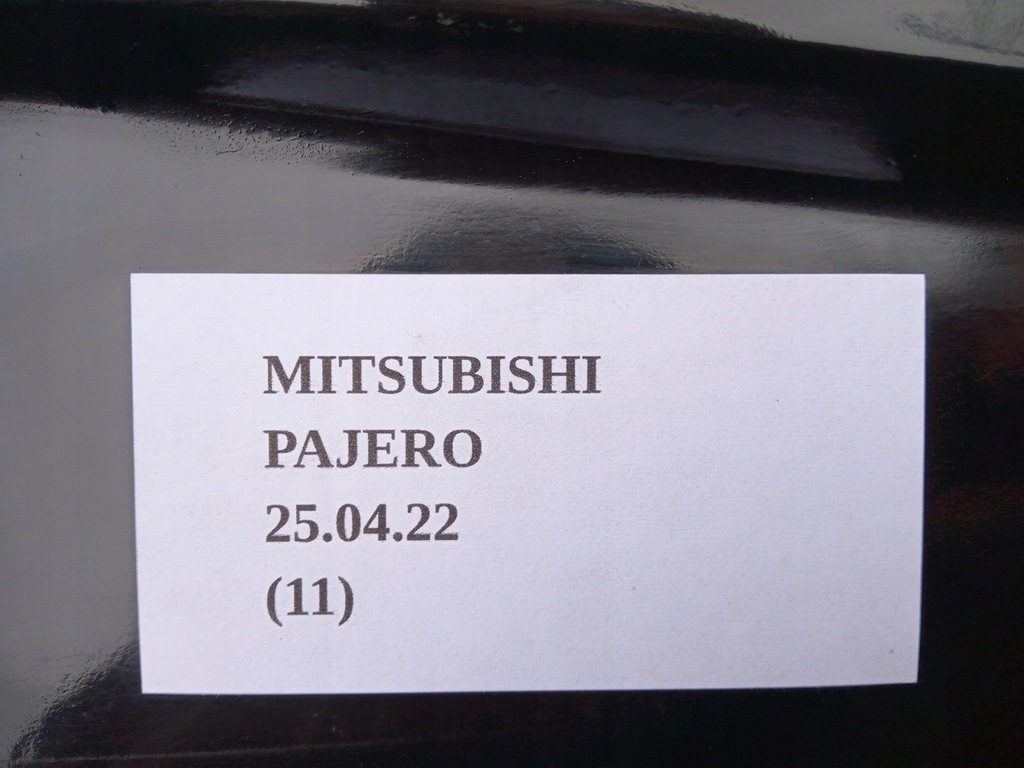 MITSUBISHI
PAJERO
25.04.22
(11)